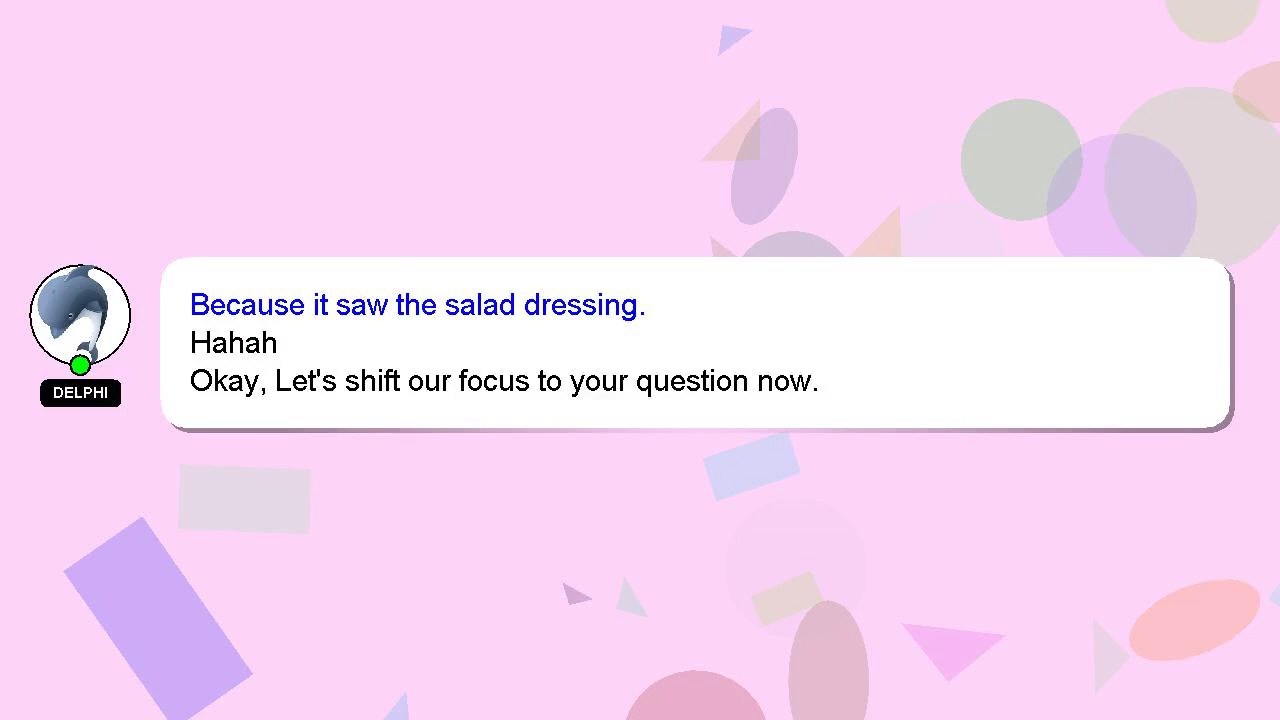 Because it saw the salad dressing.
Hahah
Okay, Let's shift our focus to your question now.
DELPHI